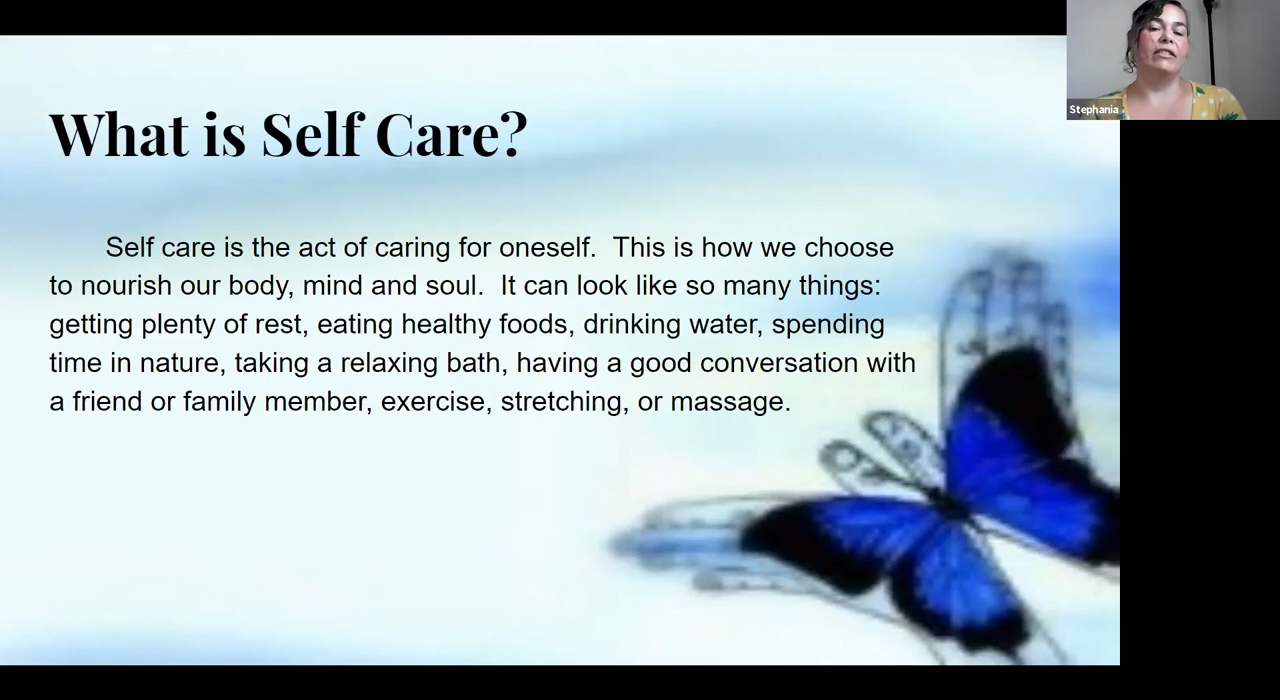 What is Self Care?
Self care is the act of caring for oneself.  This is how we choose
to nourish our body, mind and soul.  It can look like so many things:
getting plenty of rest, eating healthy foods, drinking water, spending
time in nature, taking a relaxing bath, having a good conversation with
a friend or family member, exercise, stretching, or massage.
Stephania